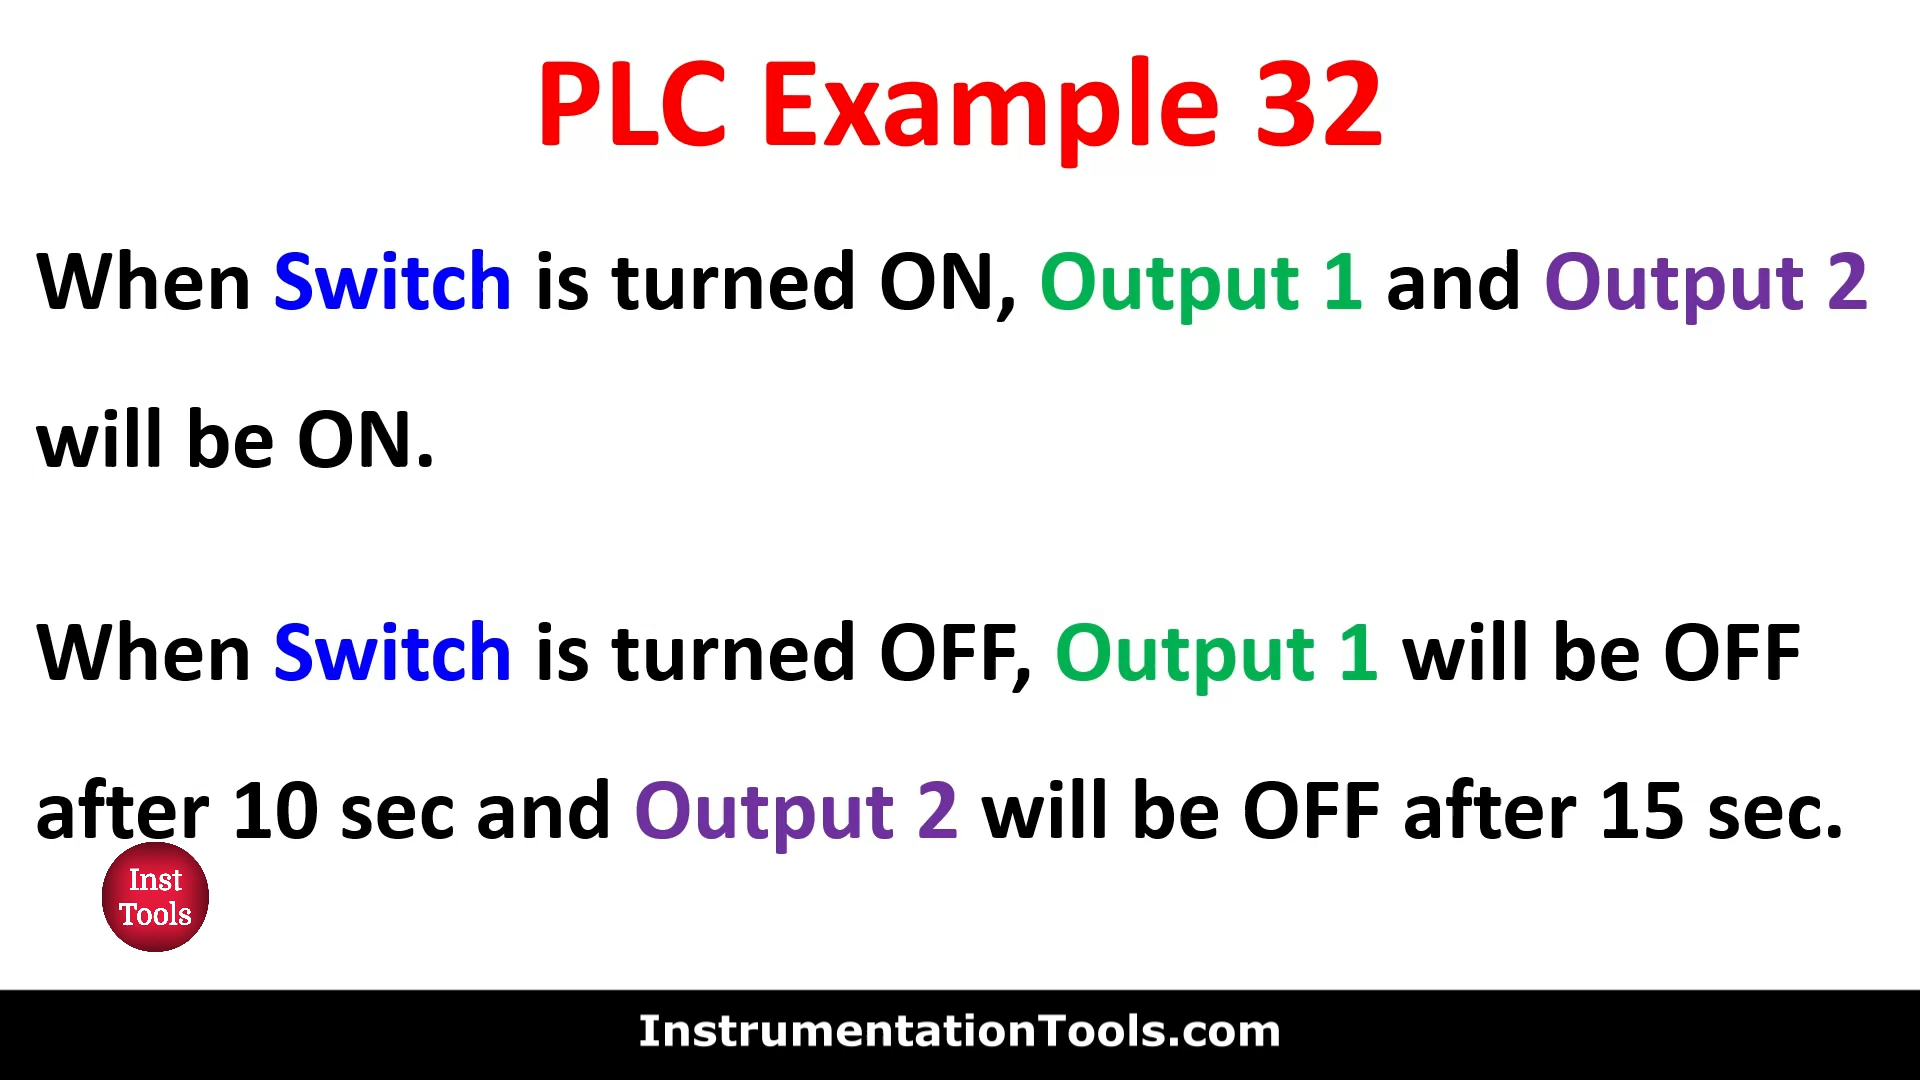 PLC Example 32
When Switch is turned ON, Output 1 and Output 2
will be ON.
When Switch is turned OFF, Output 1 will be OFF
after 10 sec and Output 2 will be OFF after 15 sec.
Inst
Tools
InstrumentationTools.com